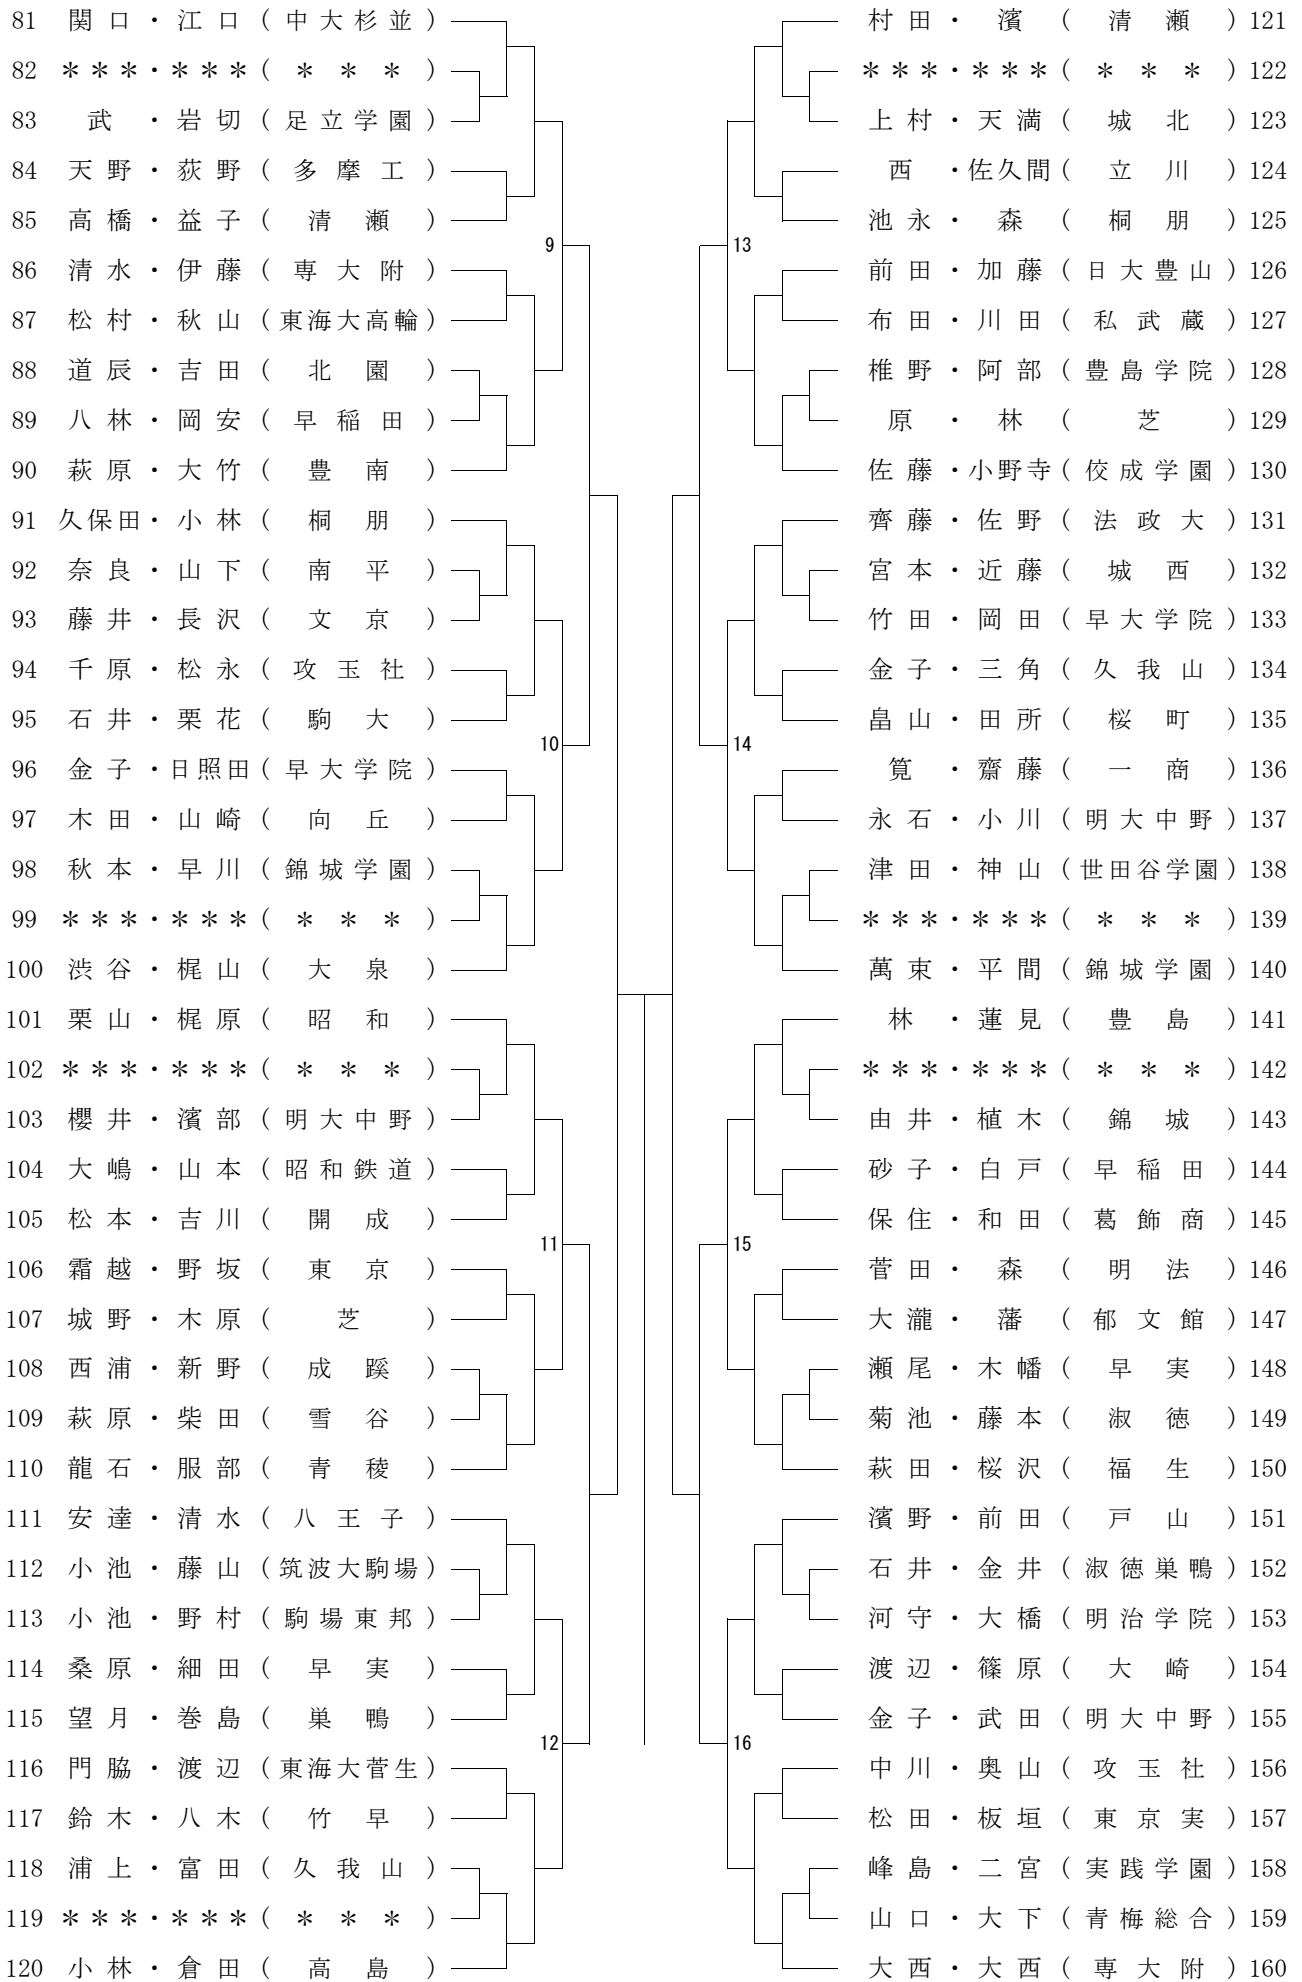 81 関口・江口(中大杉並)
82 ***・***(***)
83 武・岩切(足立学園)
84 天野・荻野(多摩工)
85 高橋・益子(清瀬)
9
86 清水・伊藤(専大附)
87 松村・秋山(東海大高輪)
88 道辰・吉田(北園)
89 八林・岡安(早稲田)
90 萩原・大竹(豊南)
91 久保田・小林(桐朋)
92 奈良・山下(南平)
93 藤井・長沢(文京)
94 千原・松永(攻玉社)
95 石井・栗花(駒大)
10
96 金子・日照田(早大学院)
97 木田・山崎(向丘)
98 秋本・早川(錦城学園)
99 ***・***(***)
100 渋谷・梶山(大泉)
101 栗山・梶原(昭和)
102 ***・***(***)
103 櫻井・濱部(明大中野)
104 大嶋・山本(昭和鉄道)
105 松本・吉川(開成)
11
106 霜越・野坂(東京)
107 城野・木原(芝)
108 西浦・新野(成蹊)
109 萩原・柴田(雪谷)
110 龍石・服部(青稜)
111 安達・清水(八王子)
112 小池・藤山(筑波大駒場)
113 小池・野村(駒場東邦)
114 桑原・細田(早実)
115 望月・巻島(巣鴨)
12
116 門脇・渡辺(東海大菅生)
117 鈴木・八木(竹早)
118 浦上・富田(久我山)
119 ***・***(***)
120 小林・倉田(高島)
村田・濱(清瀬)121
***・***(***)122
上村・天満(城北)123
西・佐久間(立川)124
池永・森(桐朋)125
13
前田・加藤(日大豊山)126
布田・川田(私武蔵)127
椎野・阿部(豊島学院)128
原・林(芝)129
佐藤・小野寺(佼成学園)130
齊藤・佐野(法政大)131
宮本・近藤(城西)132
竹田・岡田(早大学院)133
金子・三角(久我山)134
畠山・田所(桜町)135
14
筧・齋藤(一商)136
永石・小川(明大中野)137
津田・神山(世田谷学園)138
***・***(***)139
萬束・平間(錦城学園)140
林・蓮見(豊島)141
***・***(***)142
由井・植木(錦城)143
砂子・白戸(早稲田)144
保住・和田(葛飾商)145
15
菅田・森(明法)146
大瀧・藩(郁文館)147
瀬尾・木幡(早実)148
菊池・藤本(淑徳)149
萩田・桜沢(福生)150
濱野・前田(戸山)151
石井・金井(淑徳巣鴨)152
河守・大橋(明治学院)153
渡辺・篠原(大崎)154
金子・武田(明大中野)155
16
中川・奥山(攻玉社)156
松田・板垣(東京実)157
峰島・二宮(実践学園)158
山口・大下(青梅総合)159
大西・大西(専大附)160